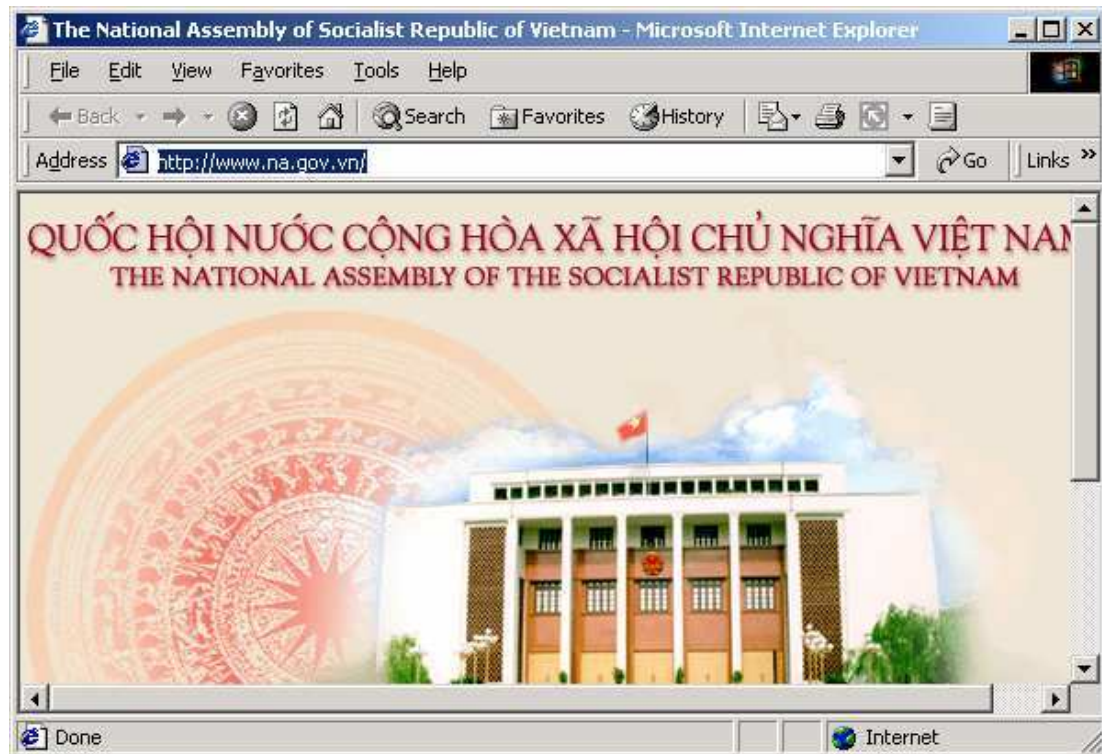 The National Assembly of Socialist Republic of Vietnam - Microsoft Internet Explorer
File Edit View Favorites Tools Help
Back Search Favorites History
Address http://www.na.gov.vn/ Go Links »
QUỐC HỘI NƯỚC CỘNG HÒA XÃ HỘI CHỦ NGHĨA VIỆT NAM
THE NATIONAL ASSEMBLY OF THE SOCIALIST REPUBLIC OF VIETNAM
Done Internet